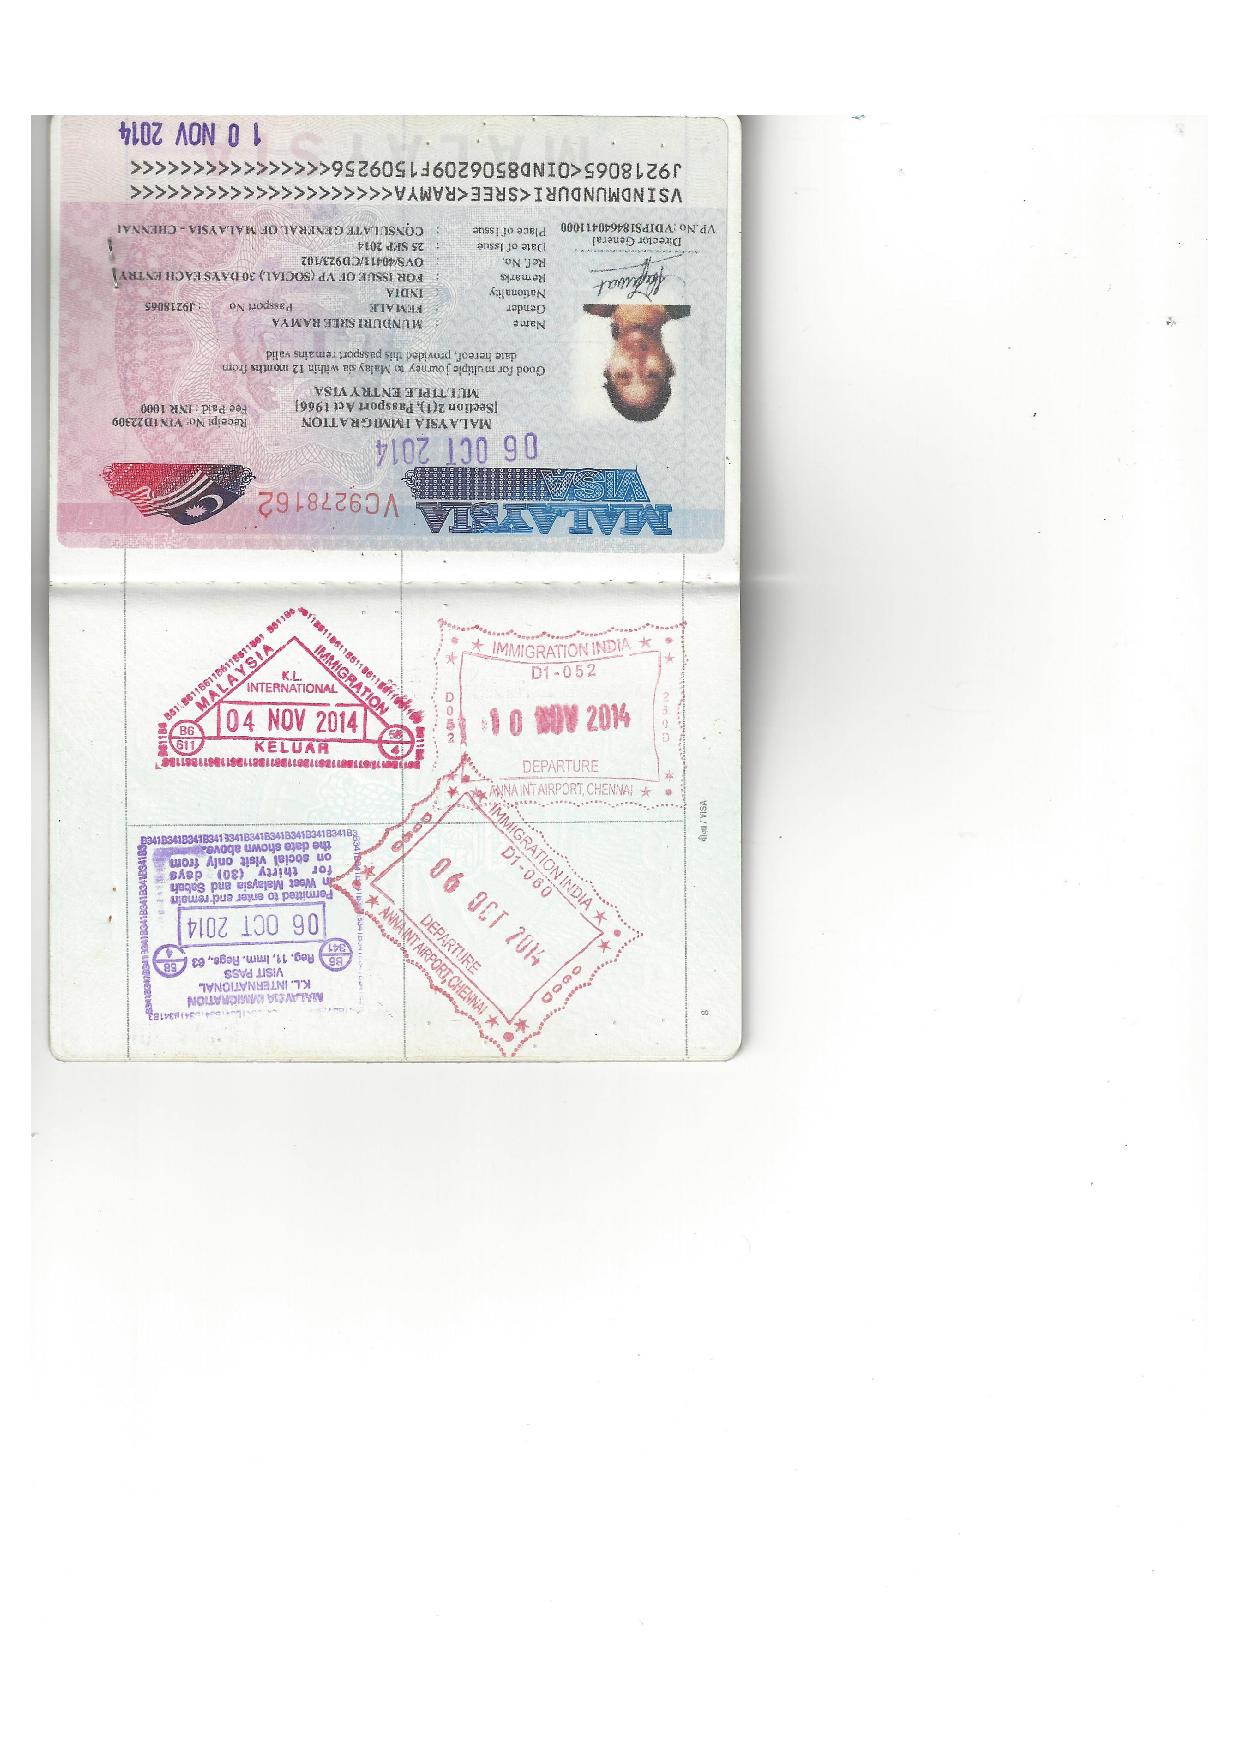 MALAYSIA
VISA
VC9278162
06 OCT 2014
MALAYSIA IMMIGRATION
[Section 2(1), Passport Act 1966]
MULTIPLE ENTRY VISA
Receipt No: VIN1D22309
Fee Paid : INR 1000
Good for multiple journey to Malaysia within 12 months from
date hereof, provided this passport remains valid
Name : MUNDURI SREE RAMYA
Gender : FEMALE Passport No : J9218065
Nationality : INDIA
Remarks : FOR ISSUE OF VP (SOCIAL) 30 DAYS EACH ENTRY
Ref. No. : OVS/40411/CD923/102
Date of Issue : 25 SEP 2014
Place of Issue : CONSULATE GENERAL OF MALAYSIA - CHENNAI
Director General
VP.No :VDIPS1846404111000
VSINDMUNDURI<SREE<RAMYA<<<<<<<<<<<<<<<<<<<<<
J9218065<0IND8506209F1509256<<<<<<<<<<<<<<<<
MALAYSIA
10 NOV 2014
MALAYSIA IMMIGRATION
K.L.
INTERNATIONAL
04 NOV 2014
B6
611
KELUAR
IMMIGRATION INDIA
D1-052
D052
10 NOV 2014
DEPARTURE
ANNA INT AIRPORT, CHENNAI
IMMIGRATION INDIA
D1-060
D060
06 OCT 2014
DEPARTURE
ANNA INT AIRPORT, CHENNAI
D060
MALAYSIA IMMIGRATION
K.L. INTERNATIONAL
VISIT PASS
Reg. 11, Imm. Regs., 63
06 OCT 2014
Permitted to enter and remain
in West Malaysia and Sabah
for thirty (30) days
on social visit only from
the date shown above.
वीजा / VISA
8